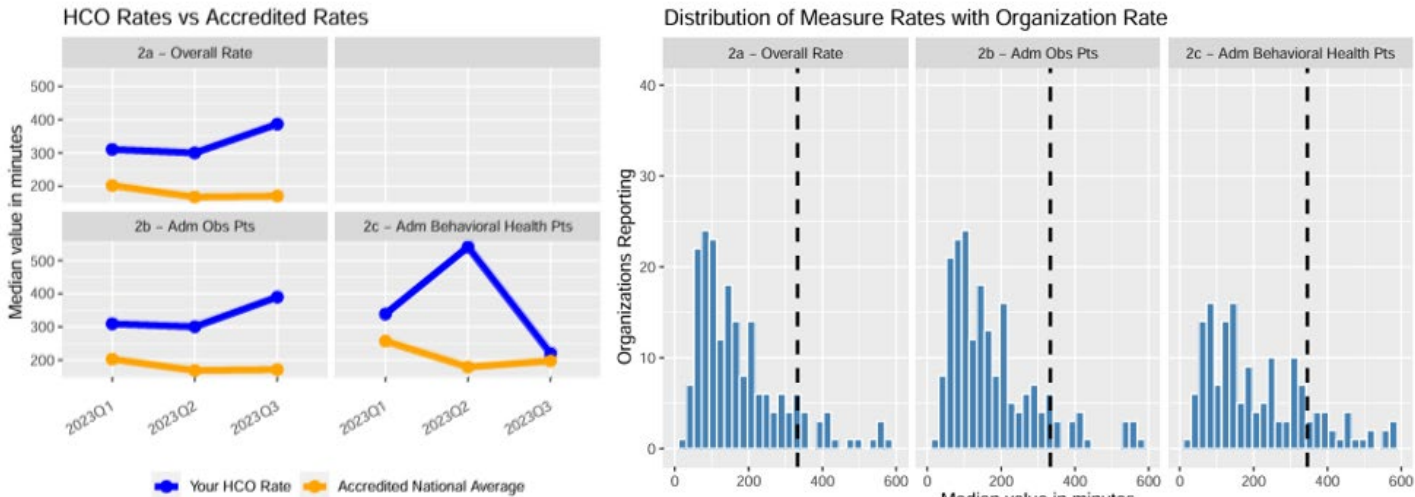 HCO Rates vs Accredited Rates
2a – Overall Rate
500
400
300
200
2b – Adm Obs Pts
2c – Adm Behavioral Health Pts
500
400
300
200
Median value in minutes
2023Q1
2023Q2
2023Q3
2023Q1
2023Q2
2023Q3
Your HCO Rate
Accredited National Average
Distribution of Measure Rates with Organization Rate
2a – Overall Rate
2b – Adm Obs Pts
2c – Adm Behavioral Health Pts
40
30
20
10
0
Organizations Reporting
0 200 400 600
0 200 400 600
0 200 400 600
Median value in minutes